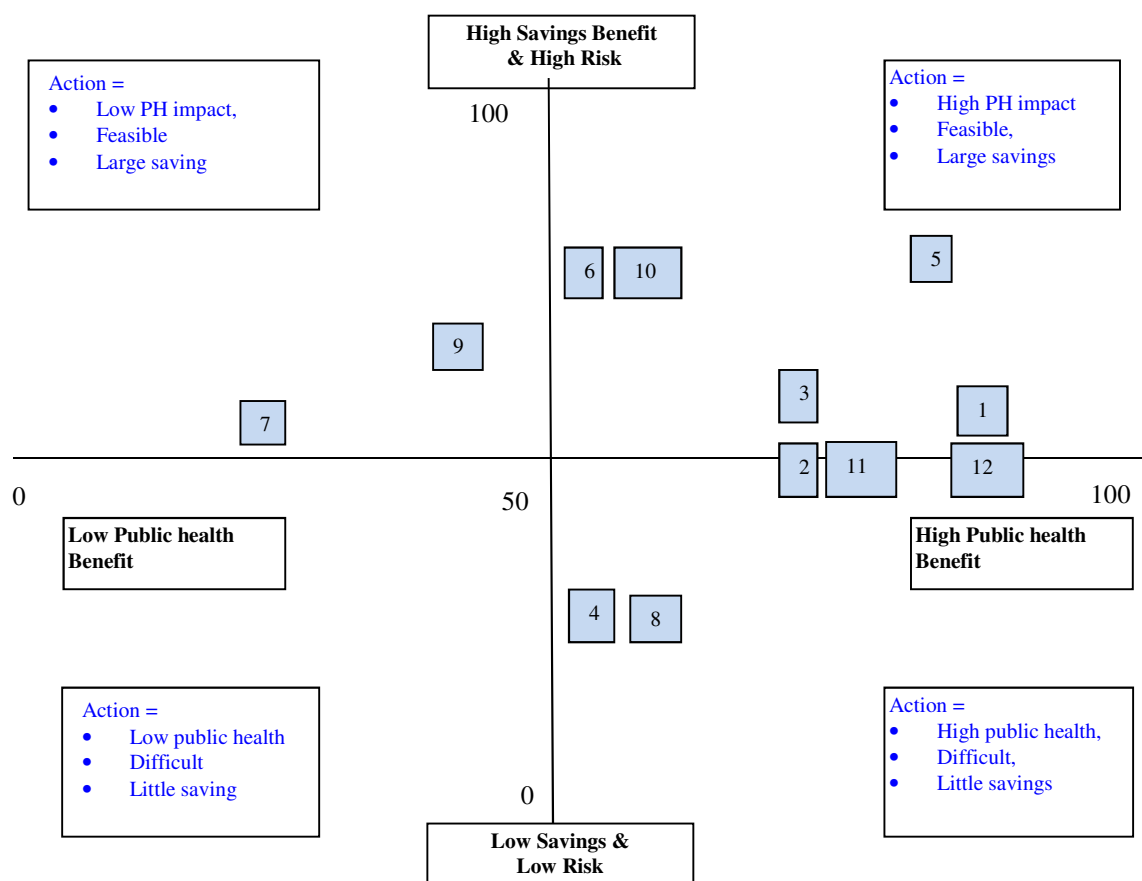 High Savings Benefit
& High Risk
Action =
• Low PH impact,
• Feasible
• Large saving
Action =
• High PH impact
• Feasible,
• Large savings
100
6
10
5
9
3
1
7
2
11
12
0
50
100
Low Public health
Benefit
High Public health
Benefit
4
8
Action =
• Low public health
• Difficult
• Little saving
Action =
• High public health,
• Difficult,
• Little savings
0
Low Savings &
Low Risk